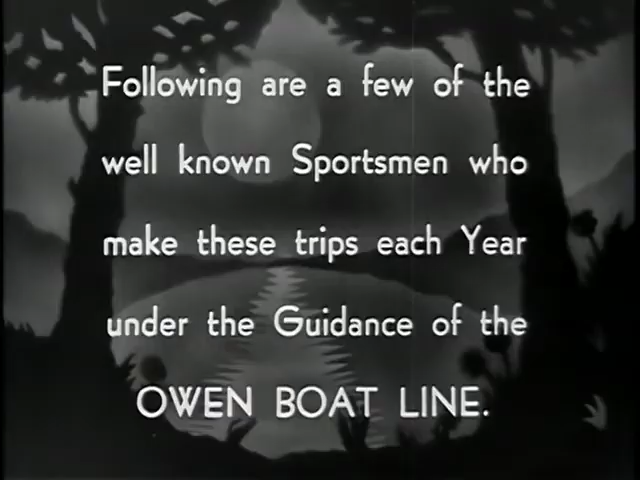 Following are a few of the
well known Sportsmen who
make these trips each Year
under the Guidance of the
OWEN BOAT LINE.